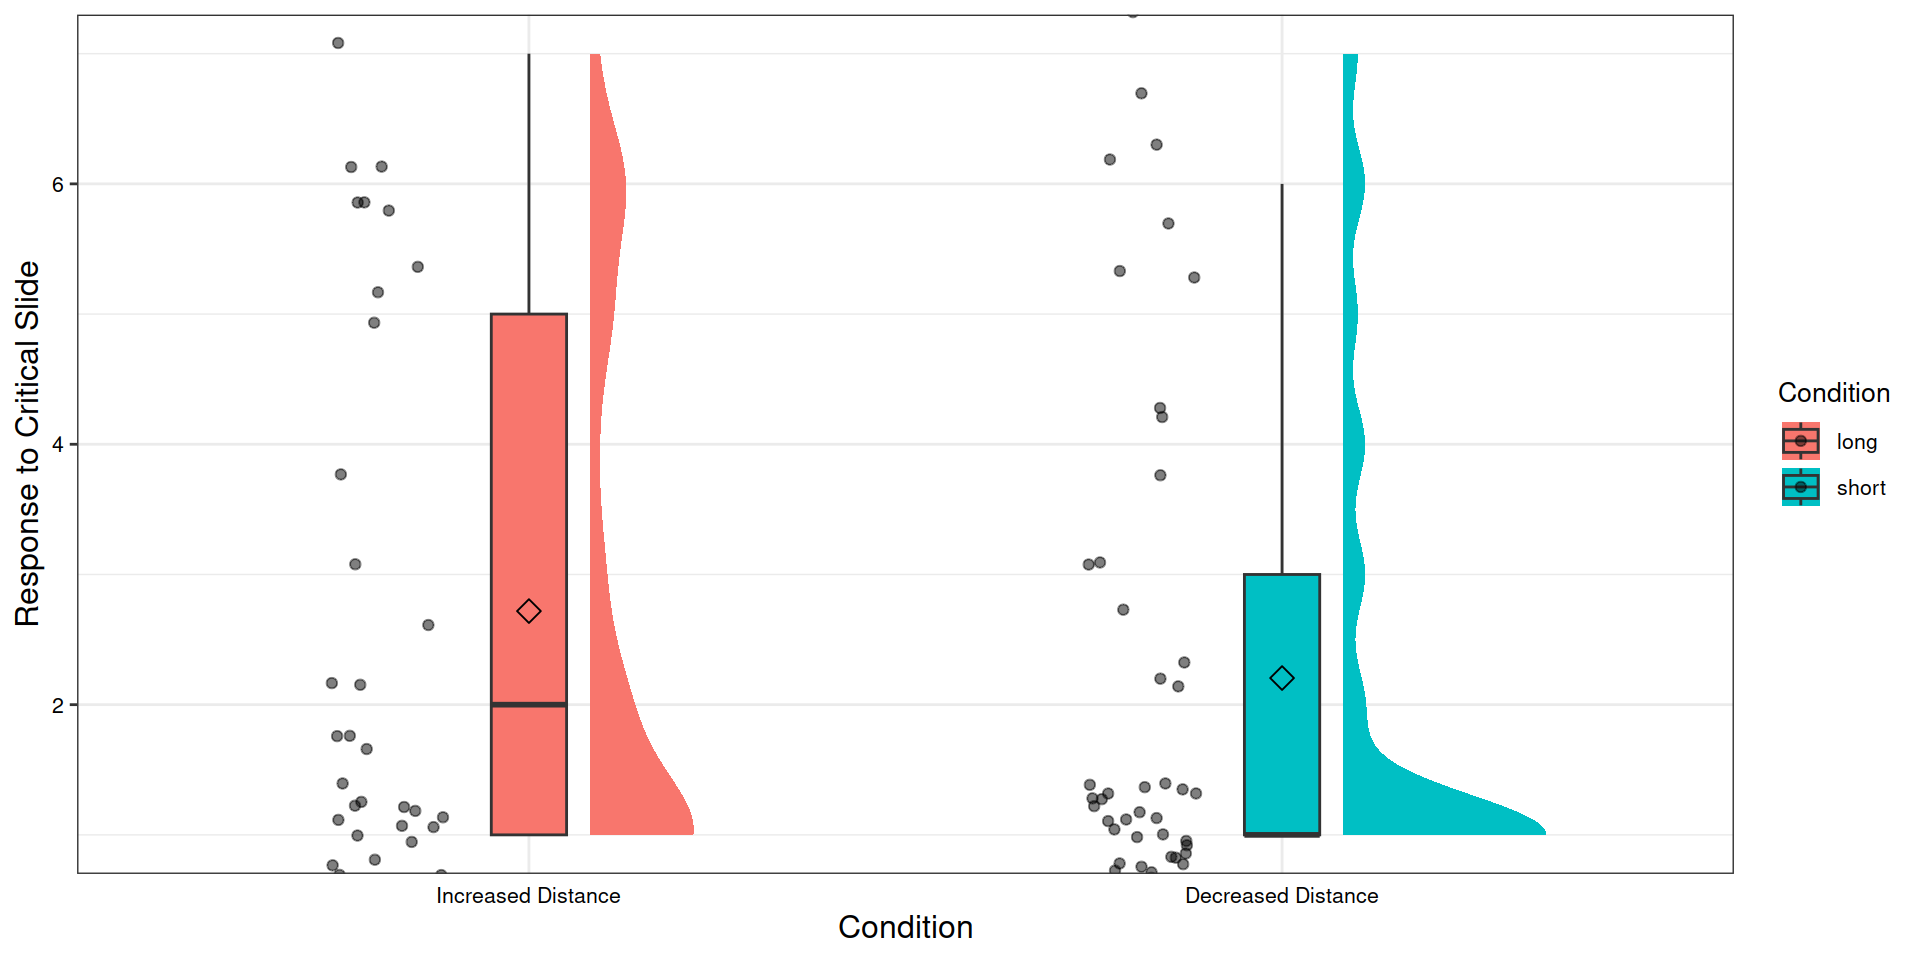 Response to Critical Slide
6
4
2
Increased Distance
Decreased Distance
Condition
Condition
long
short